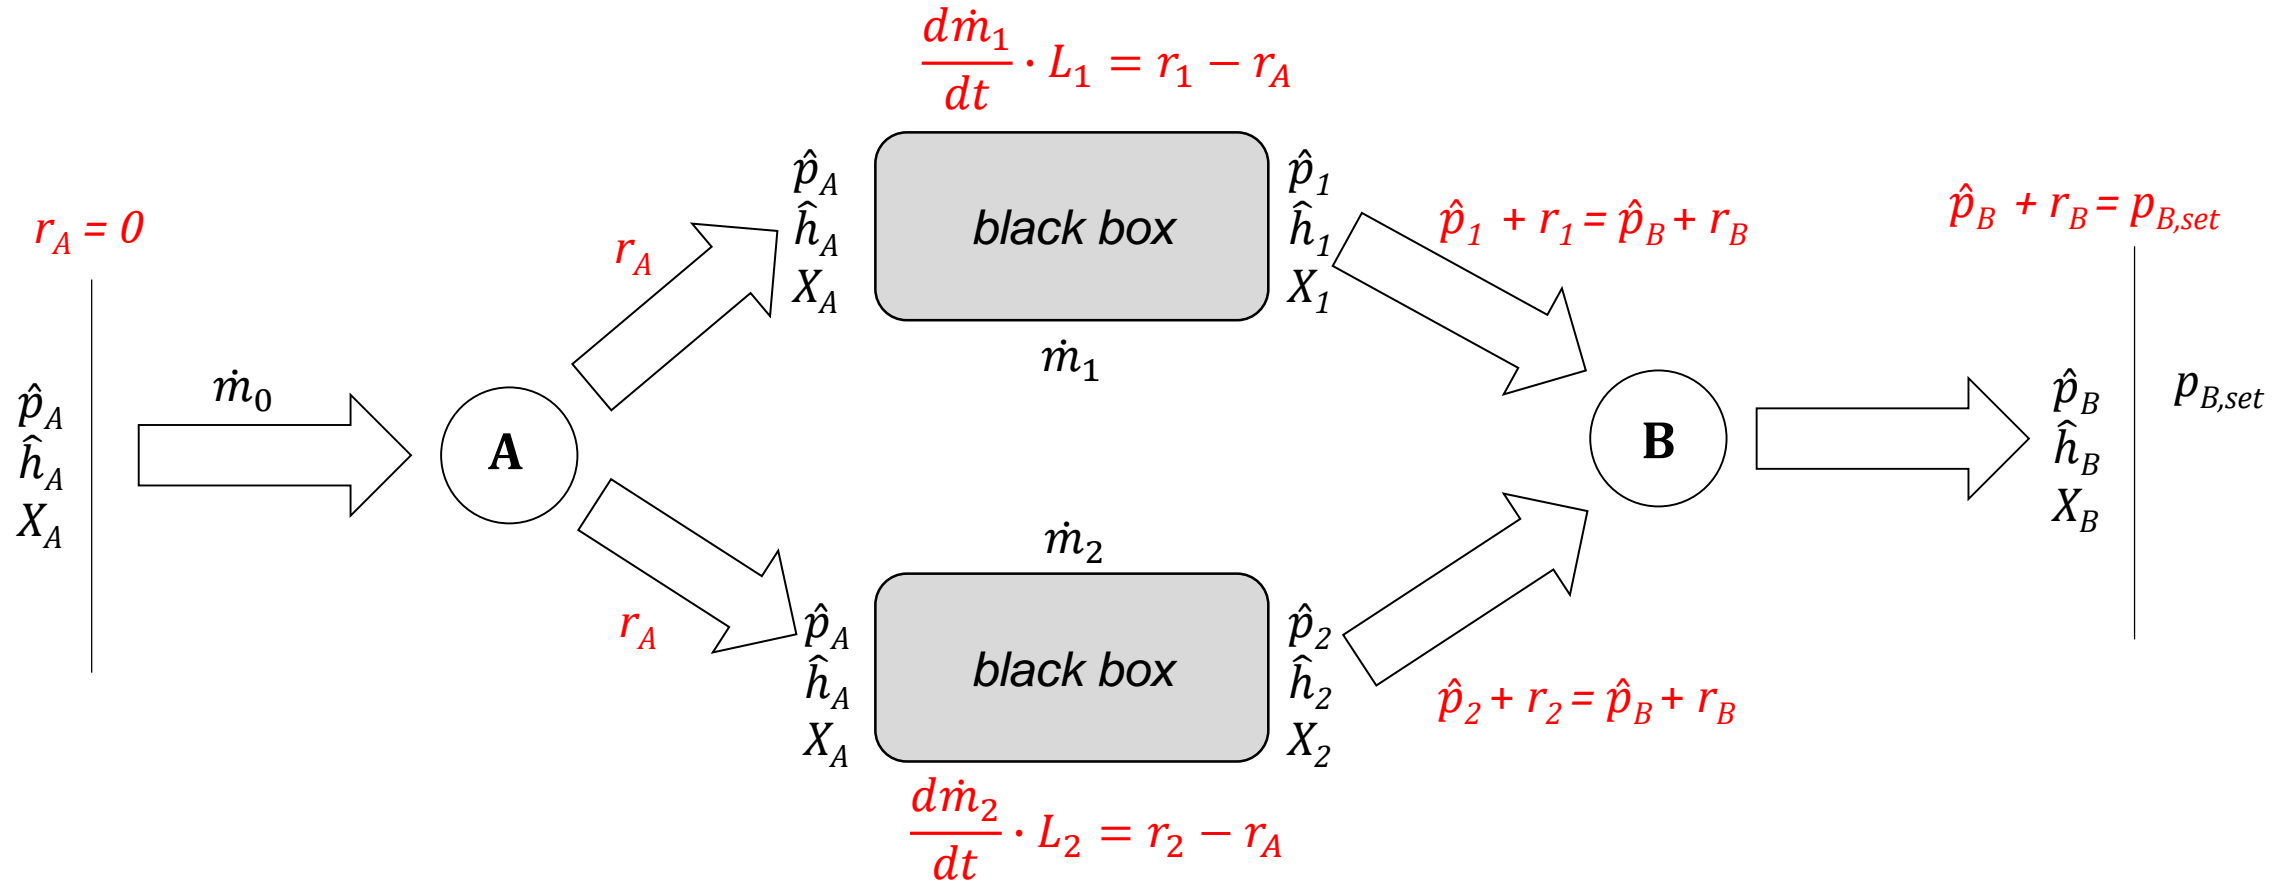 dṁ₁/dt · L₁ = r₁ − r_A
r_A = 0
p̂_A
ĥ_A
X_A
ṁ₀
A
r_A
p̂_A
ĥ_A
X_A
black box
ṁ₁
p̂₁
ĥ₁
X₁
p̂₁ + r₁ = p̂_B + r_B
r_A
ṁ₂
p̂_A
ĥ_A
X_A
black box
p̂₂
ĥ₂
X₂
p̂₂ + r₂ = p̂_B + r_B
dṁ₂/dt · L₂ = r₂ − r_A
B
p̂_B + r_B = p_B,set
p̂_B
ĥ_B
X_B
p_B,set